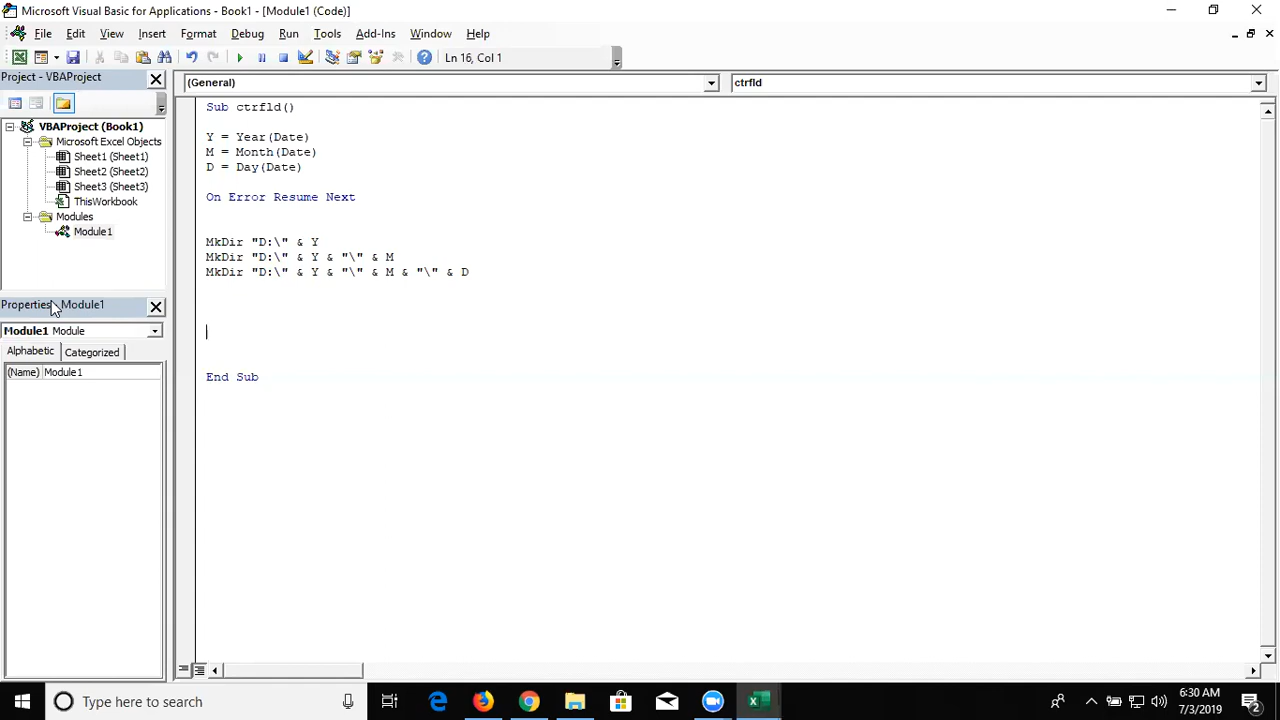 Microsoft Visual Basic for Applications - Book1 - [Module1 (Code)]
File Edit View Insert Format Debug Run Tools Add-Ins Window Help
Ln 16, Col 1
Project - VBAProject
(General)
ctrfld
VBAProject (Book1)
Microsoft Excel Objects
Sheet1 (Sheet1)
Sheet2 (Sheet2)
Sheet3 (Sheet3)
ThisWorkbook
Modules
Module1
Sub ctrfld()
Y = Year(Date)
M = Month(Date)
D = Day(Date)
On Error Resume Next
MkDir "D:\" & Y
MkDir "D:\" & Y & "\" & M
MkDir "D:\" & Y & "\" & M & "\" & D
End Sub
Properties - Module1
Module1 Module
Alphabetic Categorized
(Name) Module1
Type here to search
6:30 AM
7/3/2019
2